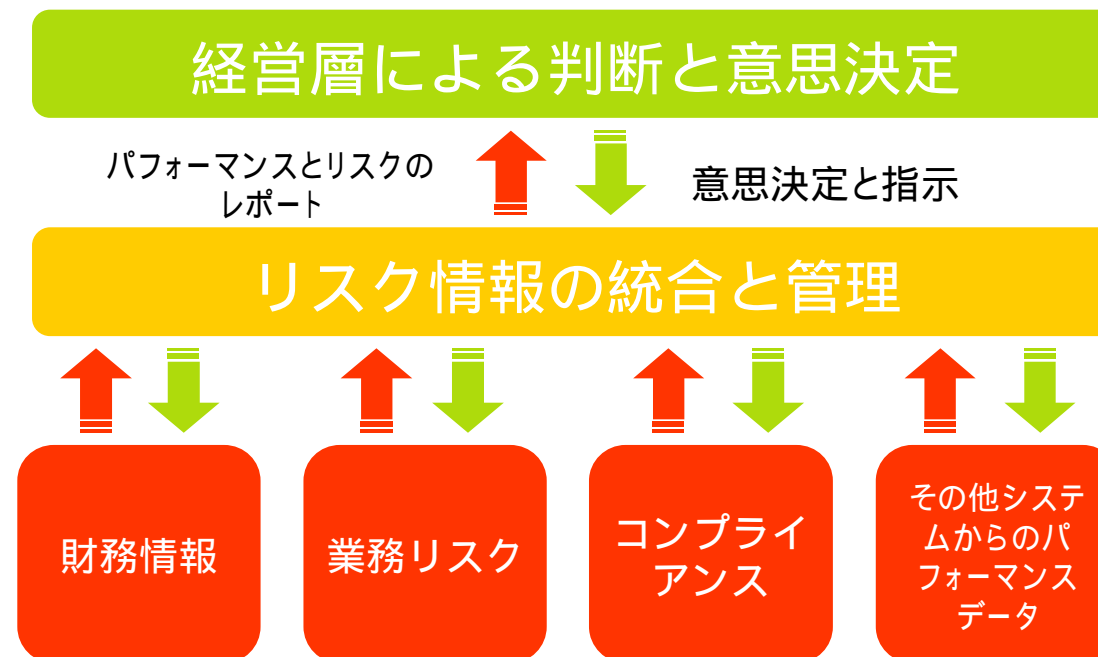 経営層による判断と意思決定
パフォーマンスとリスクの
レポート
意思決定と指示
リスク情報の統合と管理
財務情報
業務リスク
コンプライ
アンス
その他システ
ムからのパ
フォーマンス
データ